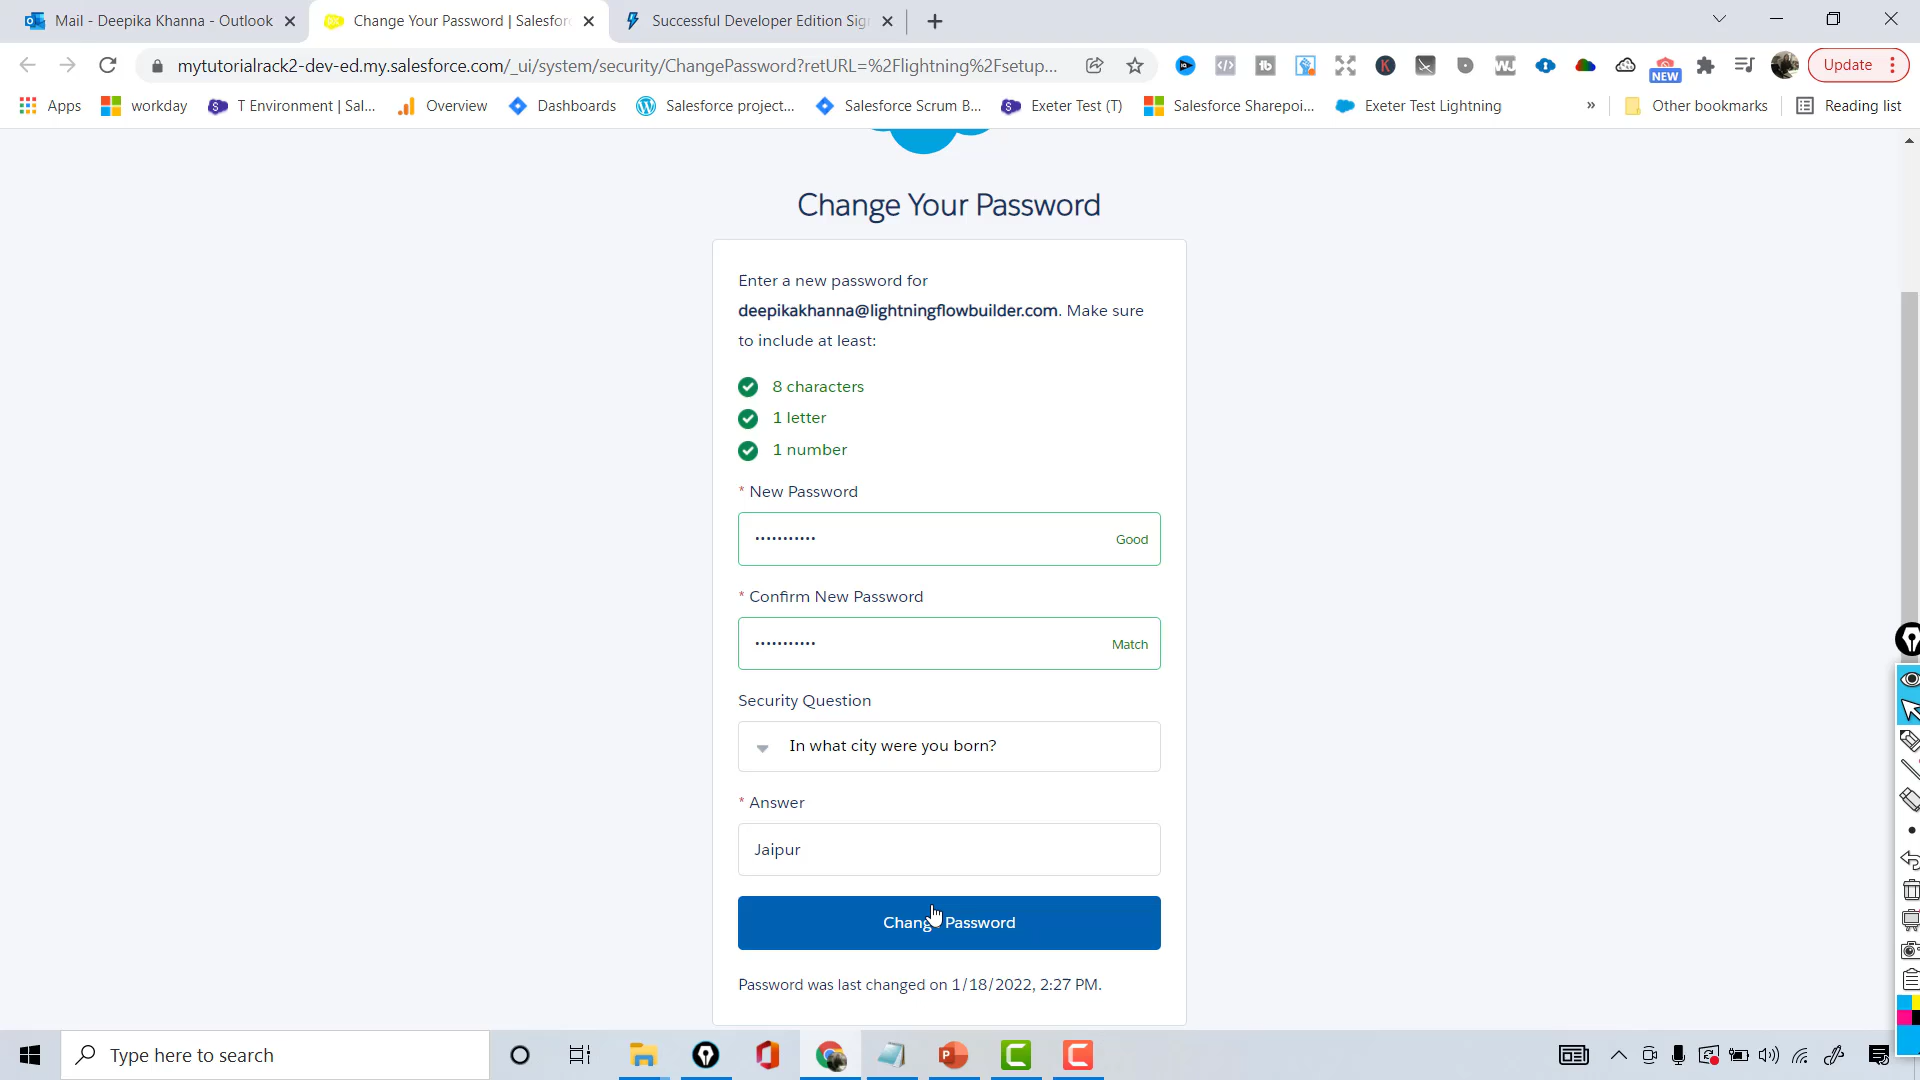 Mail - Deepika Khanna - Outlook
Change Your Password | Salesfor
Successful Developer Edition Sig
mytutorialrack2-dev-ed.my.salesforce.com/_ui/system/security/ChangePassword?retURL=%2Flightning%2Fsetup...
NEW
Update
Apps
workday
T Environment | Sal...
Overview
Dashboards
Salesforce project...
Salesforce Scrum B...
Exeter Test (T)
Salesforce Sharepoi...
Exeter Test Lightning
»
Other bookmarks
Reading list
Change Your Password
Enter a new password for
deepikakhanna@lightningflowbuilder.com. Make sure
to include at least:
8 characters
1 letter
1 number
* New Password
••••••••••• Good
* Confirm New Password
••••••••••• Match
Security Question
In what city were you born?
* Answer
Jaipur
Change Password
Password was last changed on 1/18/2022, 2:27 PM.
Type here to search